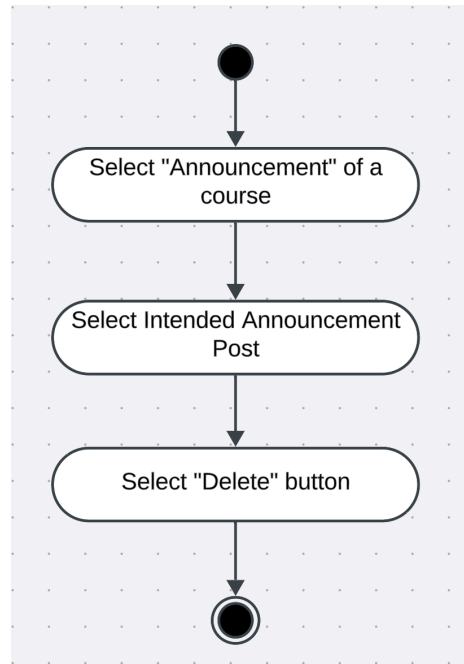 Select "Announcement" of a
course
Select Intended Announcement
Post
Select "Delete" button